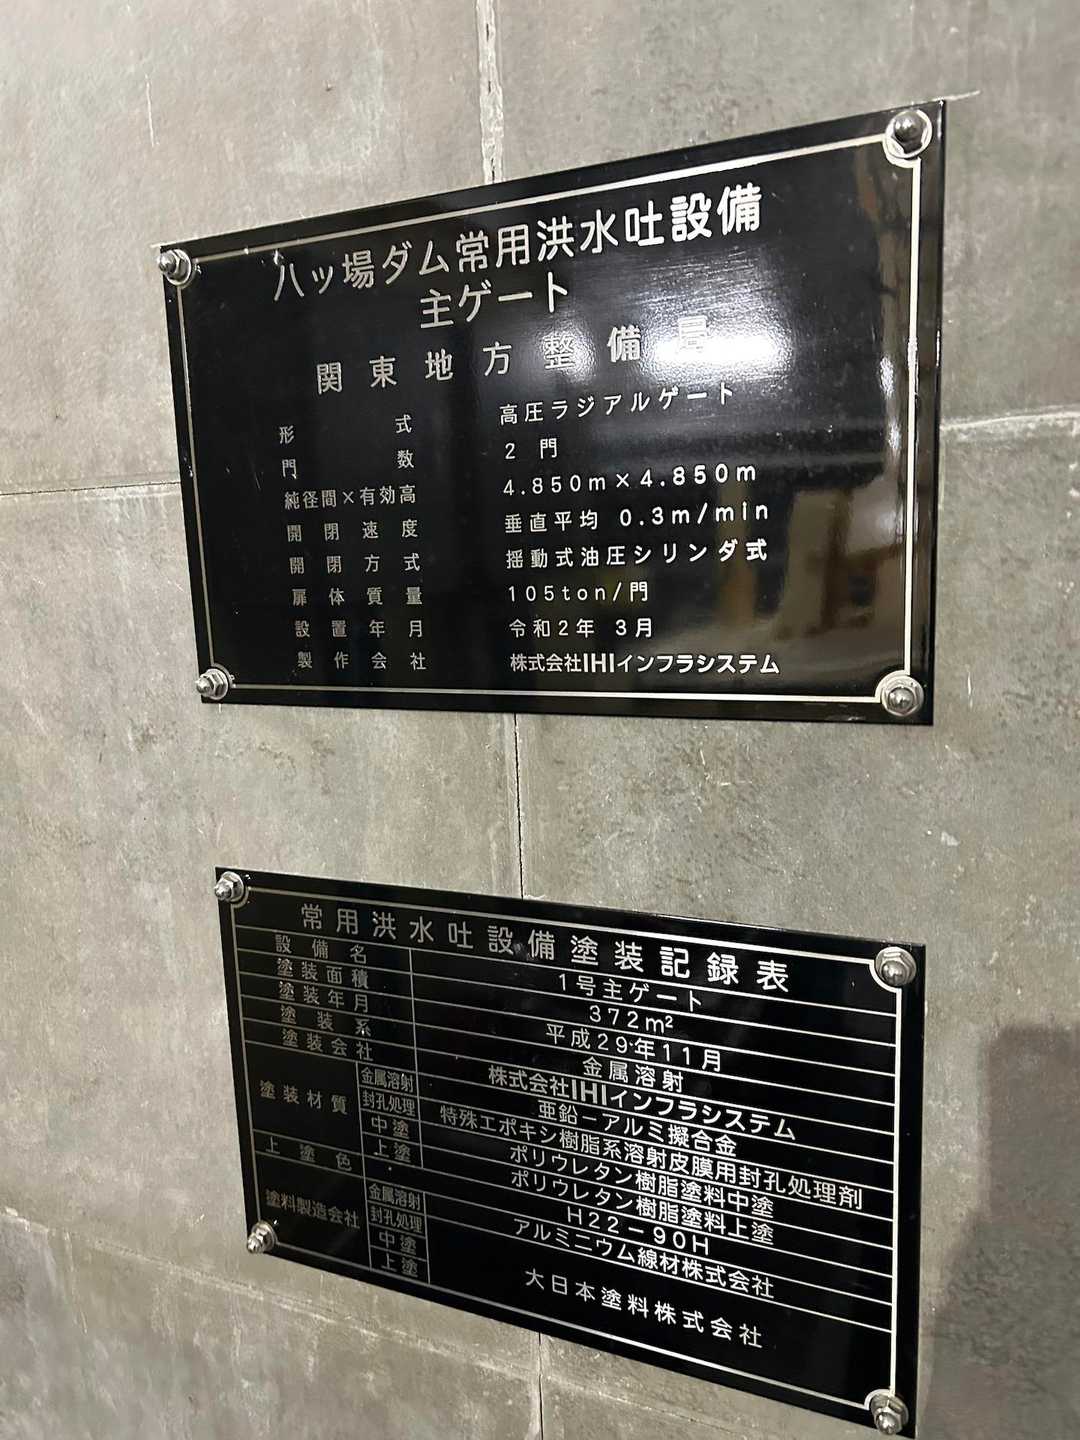 八ッ場ダム常用洪水吐設備
主ゲート
関東地方整備局
形式 高圧ラジアルゲート
門数 2 門
純径間×有効高 4.850m×4.850m
開閉速度 垂直平均 0.3m/min
開閉方式 揺動式油圧シリンダ式
扉体質量 105ton/門
設置年月 令和2年 3月
製作会社 株式会社IHIインフラシステム
常用洪水吐設備塗装記録表
設備名 1号主ゲート
塗装面積 372m²
塗装年月 平成29年11月
塗装系 金属溶射
塗装会社 株式会社IHIインフラシステム
塗装材質 金属溶射 亜鉛－アルミ擬合金
封孔処理 特殊エポキシ樹脂系溶射皮膜用封孔処理剤
中塗 ポリウレタン樹脂塗料中塗
上塗 ポリウレタン樹脂塗料上塗
上塗色 H22－90H
塗料製造会社 金属溶射 アルミニウム線材株式会社
封孔処理
中塗 大日本塗料株式会社
上塗